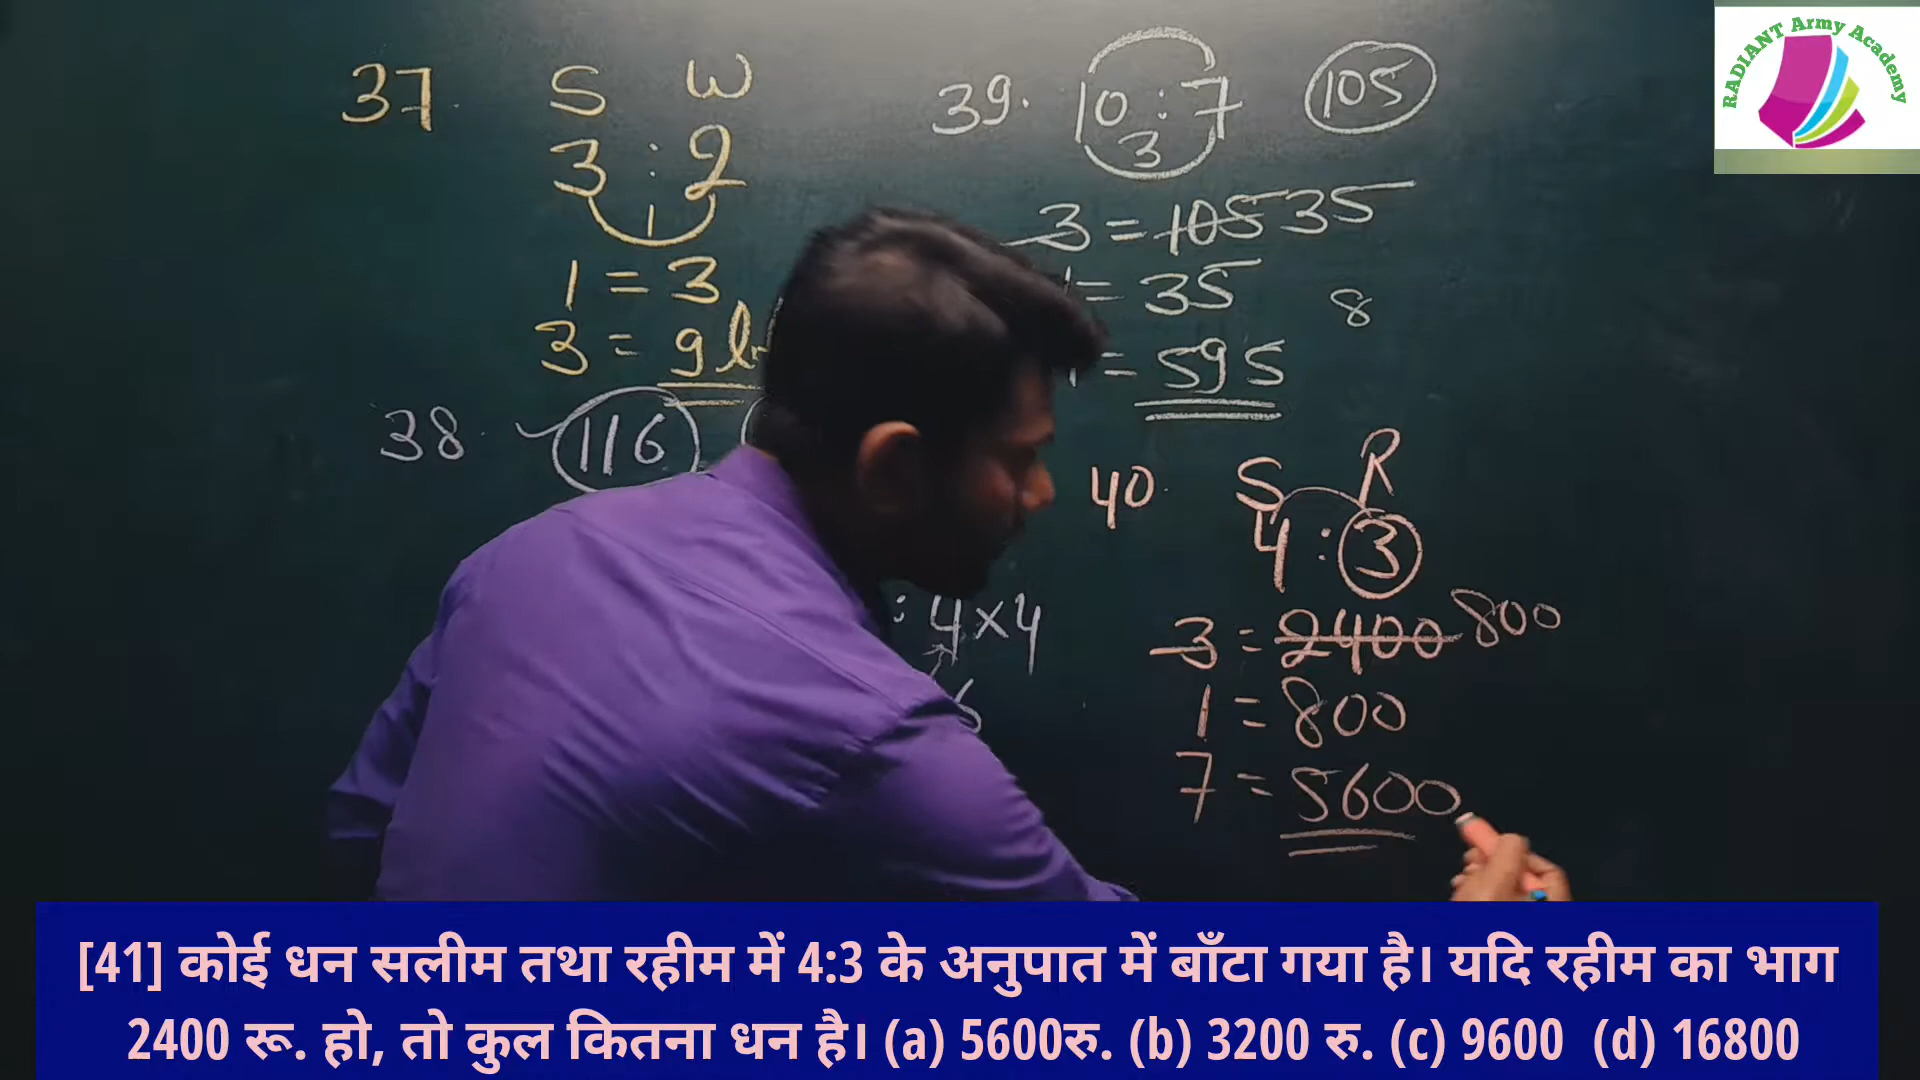 RADIANT Army Academy
37. S W
3 : 2
1
1 = 3
3 = 9
38. 116
: 4×4
39. 10 : 7 105
3
3 = 105 35
= 35
8
= 595
40. S R
4 : 3
3 = 2400 800
1 = 800
7 = 5600
[41] कोई धन सलीम तथा रहीम में 4:3 के अनुपात में बाँटा गया है। यदि रहीम का भाग
2400 रू. हो, तो कुल कितना धन है। (a) 5600रु. (b) 3200 रु. (c) 9600 (d) 16800